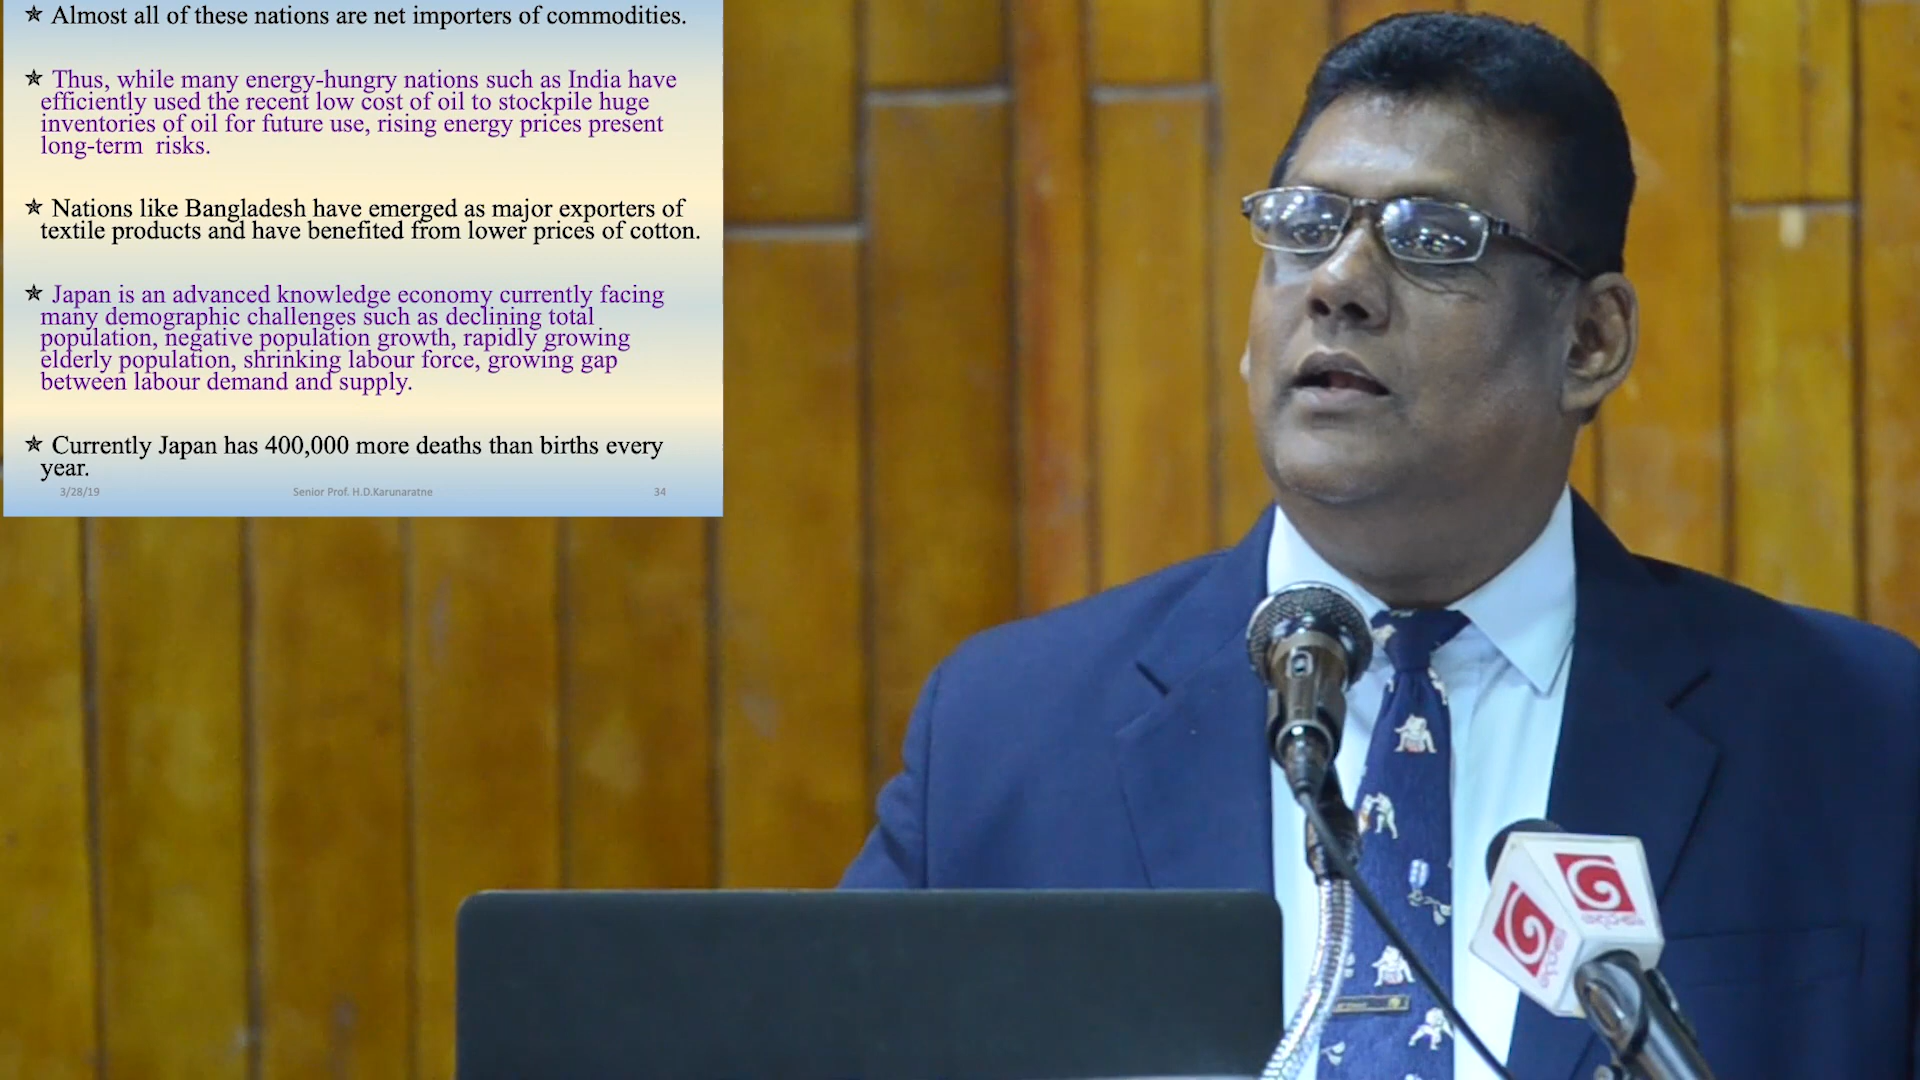 ✯ Almost all of these nations are net importers of commodities.
✯ Thus, while many energy-hungry nations such as India have
efficiently used the recent low cost of oil to stockpile huge
inventories of oil for future use, rising energy prices present
long-term risks.
✯ Nations like Bangladesh have emerged as major exporters of
textile products and have benefited from lower prices of cotton.
✯ Japan is an advanced knowledge economy currently facing
many demographic challenges such as declining total
population, negative population growth, rapidly growing
elderly population, shrinking labour force, growing gap
between labour demand and supply.
✯ Currently Japan has 400,000 more deaths than births every
year.
3/28/19 Senior Prof. H.D.Karunaratne 34